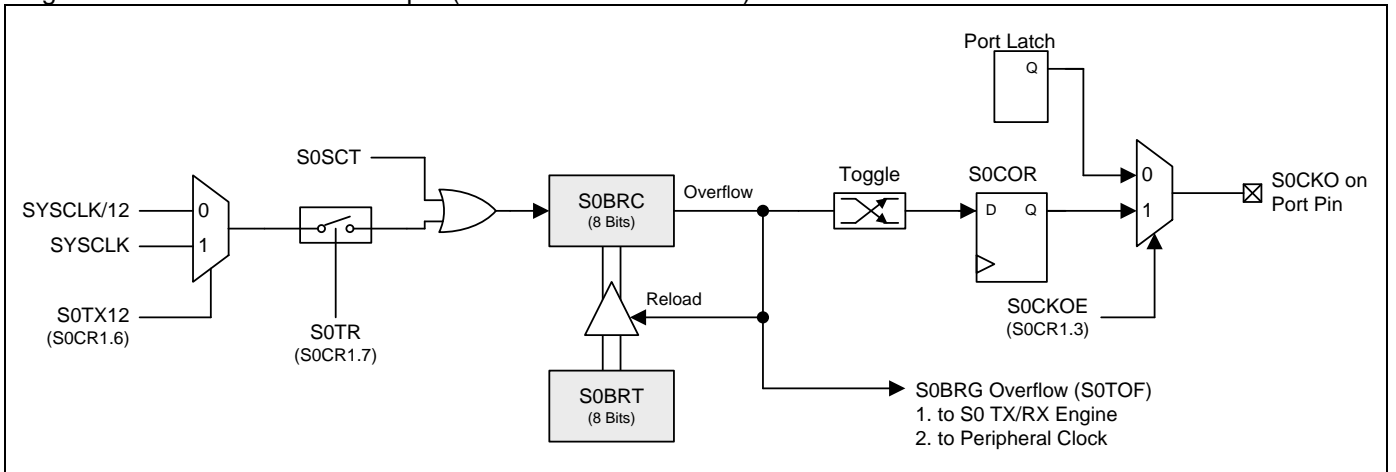 Port Latch
Q
S0SCT
Toggle
S0COR
SYSCLK/12
0
S0BRC
(8 Bits)
Overflow
D
Q
0
1
S0CKO on
Port Pin
SYSCLK
1
Reload
S0TX12
(S0CR1.6)
S0TR
(S0CR1.7)
S0CKOE
(S0CR1.3)
S0BRT
(8 Bits)
S0BRG Overflow (S0TOF)
1. to S0 TX/RX Engine
2. to Peripheral Clock